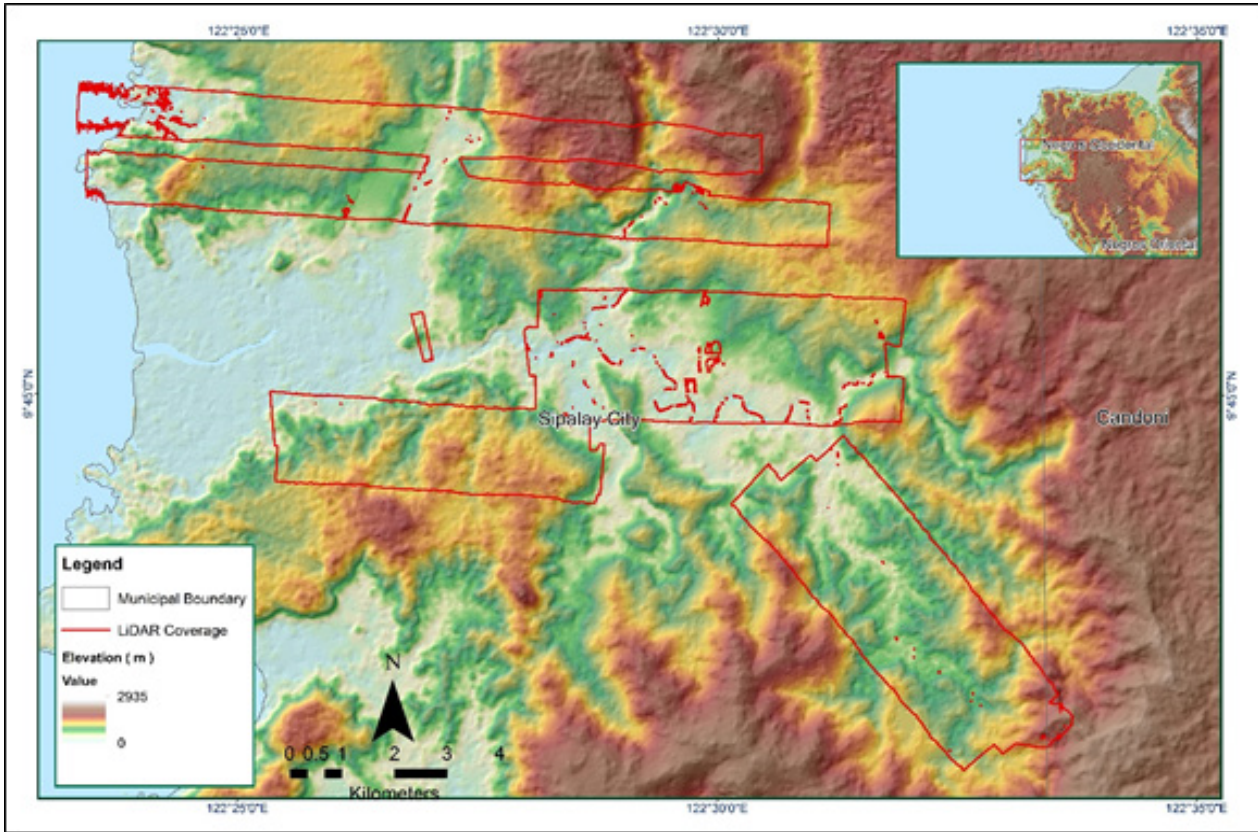 122°25'0"E
122°30'0"E
122°35'0"E
Negros Occidental
Negros Oriental
9°45'0"N
9°45'0"N
Sipalay City
Candoni
Legend
Municipal Boundary
LiDAR Coverage
Elevation ( m )
Value
2935
0
N
0 0.5 1 2 3 4
Kilometers
122°25'0"E
122°30'0"E
122°35'0"E